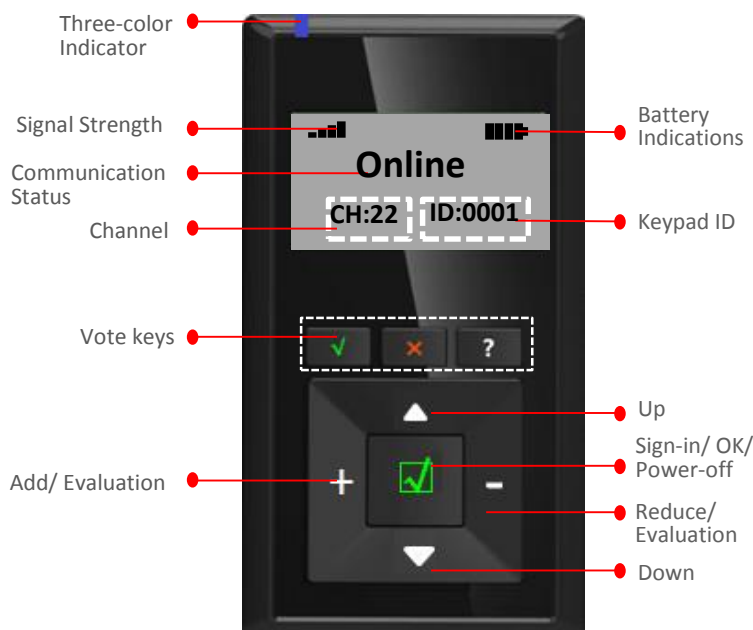 Three-color
Indicator
Signal Strength
Battery
Indications
Online
Communication
Status
CH:22
ID:0001
Channel
Keypad ID
Vote keys
√ × ?
Up
Sign-in/ OK/
Power-off
Add/ Evaluation
+
-
Reduce/
Evaluation
Down